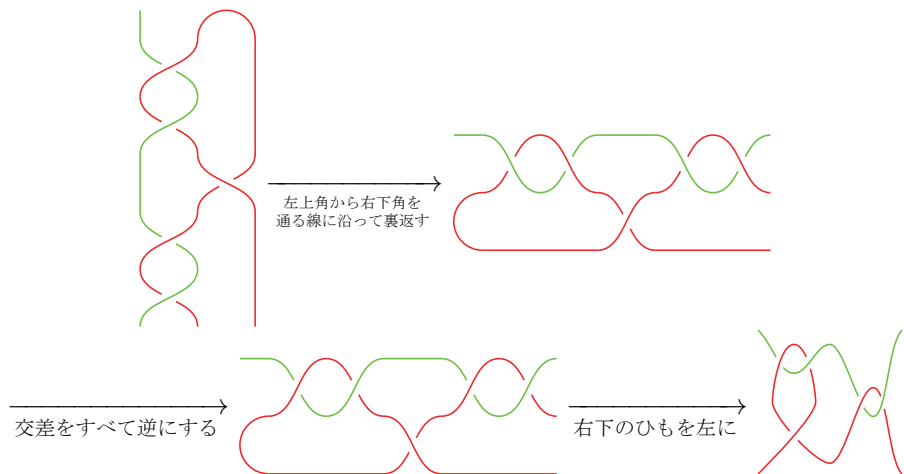 左上角から右下角を
通る線に沿って裏返す
交差をすべて逆にする
右下のひもを左に